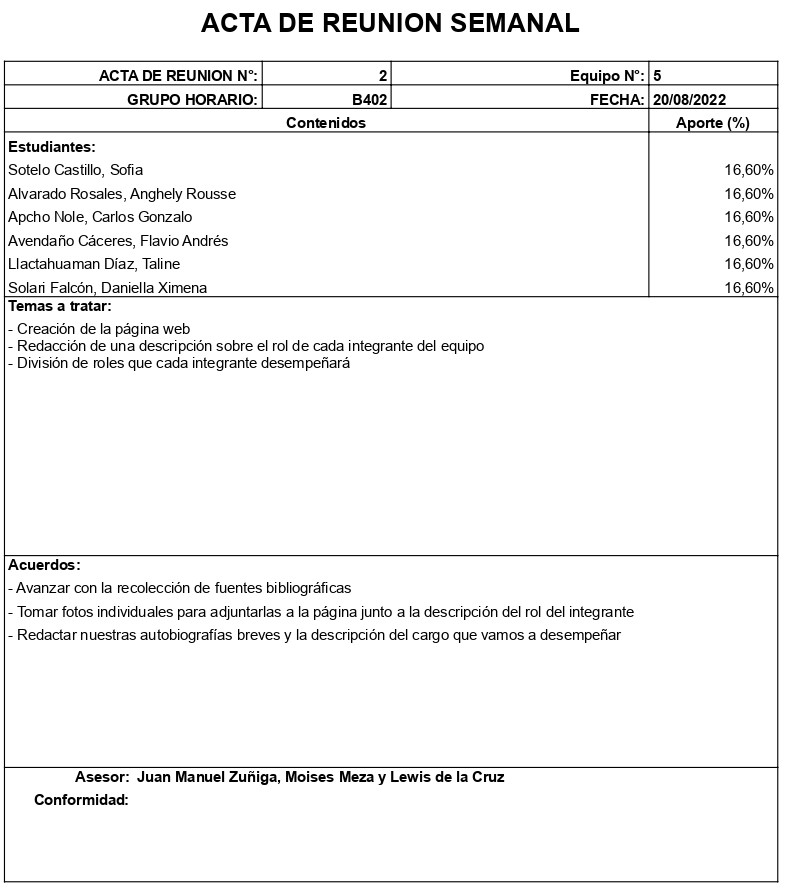 ACTA DE REUNION SEMANAL
ACTA DE REUNION N°: 2 Equipo N°: 5
GRUPO HORARIO: B402 FECHA: 20/08/2022
Contenidos Aporte (%)
Estudiantes:
Sotelo Castillo, Sofia 16,60%
Alvarado Rosales, Anghely Rousse 16,60%
Apcho Nole, Carlos Gonzalo 16,60%
Avendaño Cáceres, Flavio Andrés 16,60%
Llactahuaman Díaz, Taline 16,60%
Solari Falcón, Daniella Ximena 16,60%
Temas a tratar:
- Creación de la página web
- Redacción de una descripción sobre el rol de cada integrante del equipo
- División de roles que cada integrante desempeñará
Acuerdos:
- Avanzar con la recolección de fuentes bibliográficas
- Tomar fotos individuales para adjuntarlas a la página junto a la descripción del rol del integrante
- Redactar nuestras autobiografías breves y la descripción del cargo que vamos a desempeñar
Asesor: Juan Manuel Zuñiga, Moises Meza y Lewis de la Cruz
Conformidad: